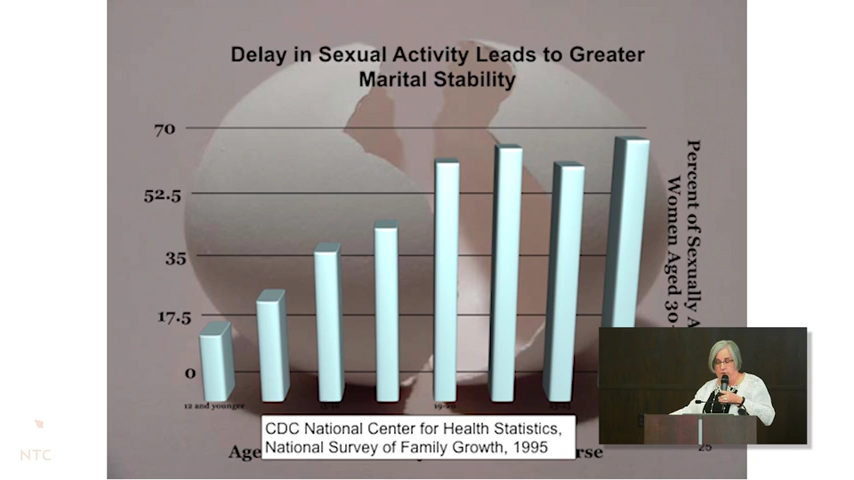 Delay in Sexual Activity Leads to Greater
Marital Stability
70
52.5
35
17.5
0
Percent of Sexually
Women Aged 30
12 and younger
19-20
CDC National Center for Health Statistics,
National Survey of Family Growth, 1995
Age
rse
25
NTC